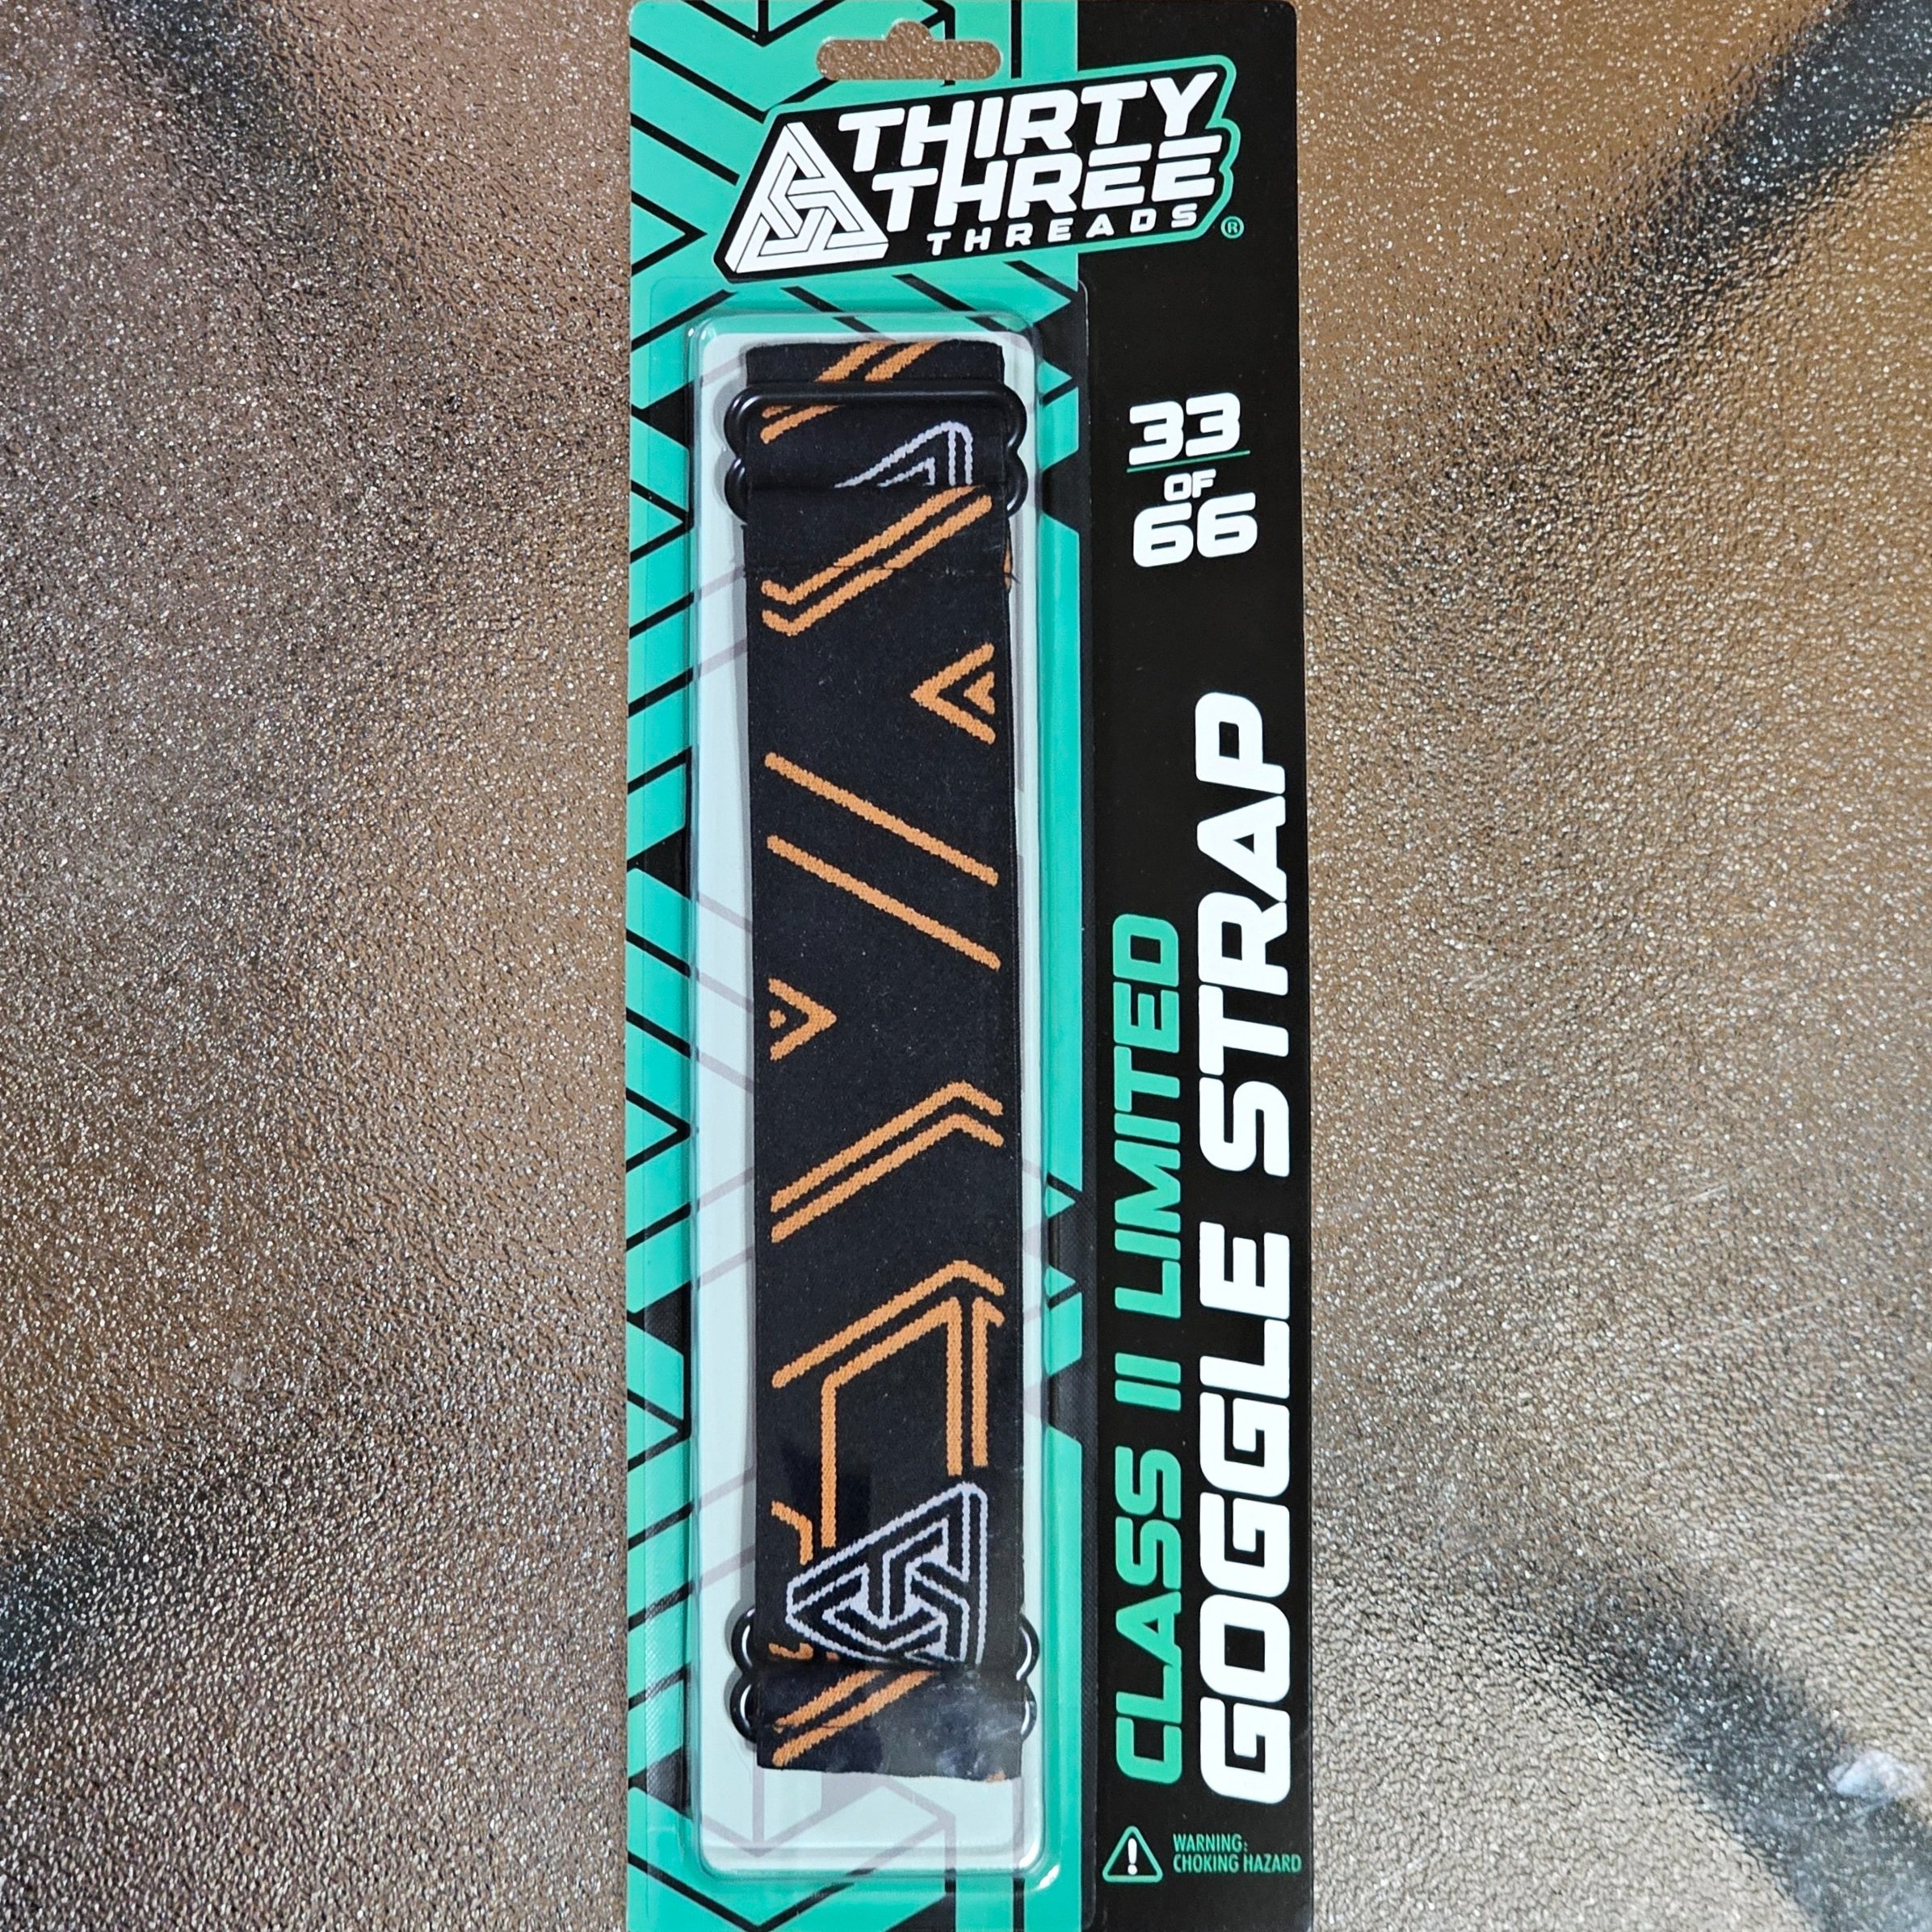 THIRTY
THREE
THREADS
®
33
OF
66
CLASS II LIMITED
GOGGLE STRAP
WARNING:
CHOKING HAZARD